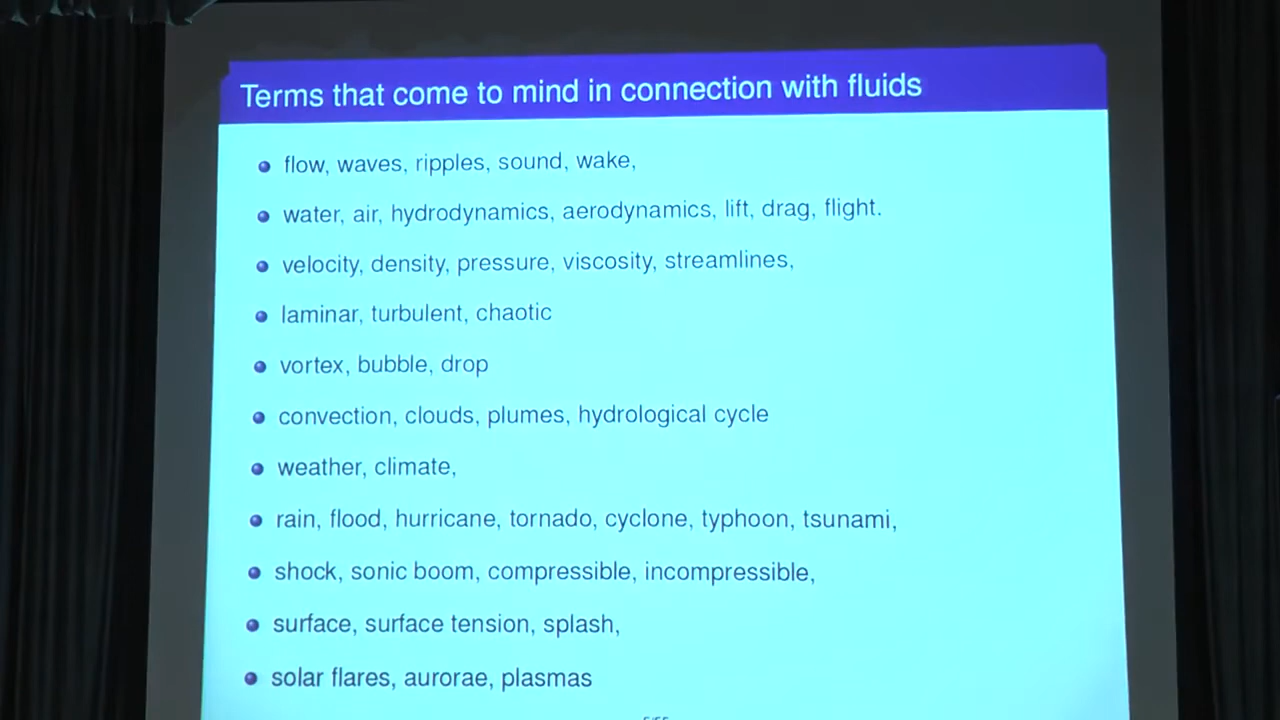 Terms that come to mind in connection with fluids
flow, waves, ripples, sound, wake,
water, air, hydrodynamics, aerodynamics, lift, drag, flight.
velocity, density, pressure, viscosity, streamlines,
laminar, turbulent, chaotic
vortex, bubble, drop
convection, clouds, plumes, hydrological cycle
weather, climate,
rain, flood, hurricane, tornado, cyclone, typhoon, tsunami,
shock, sonic boom, compressible, incompressible,
surface, surface tension, splash,
solar flares, aurorae, plasmas